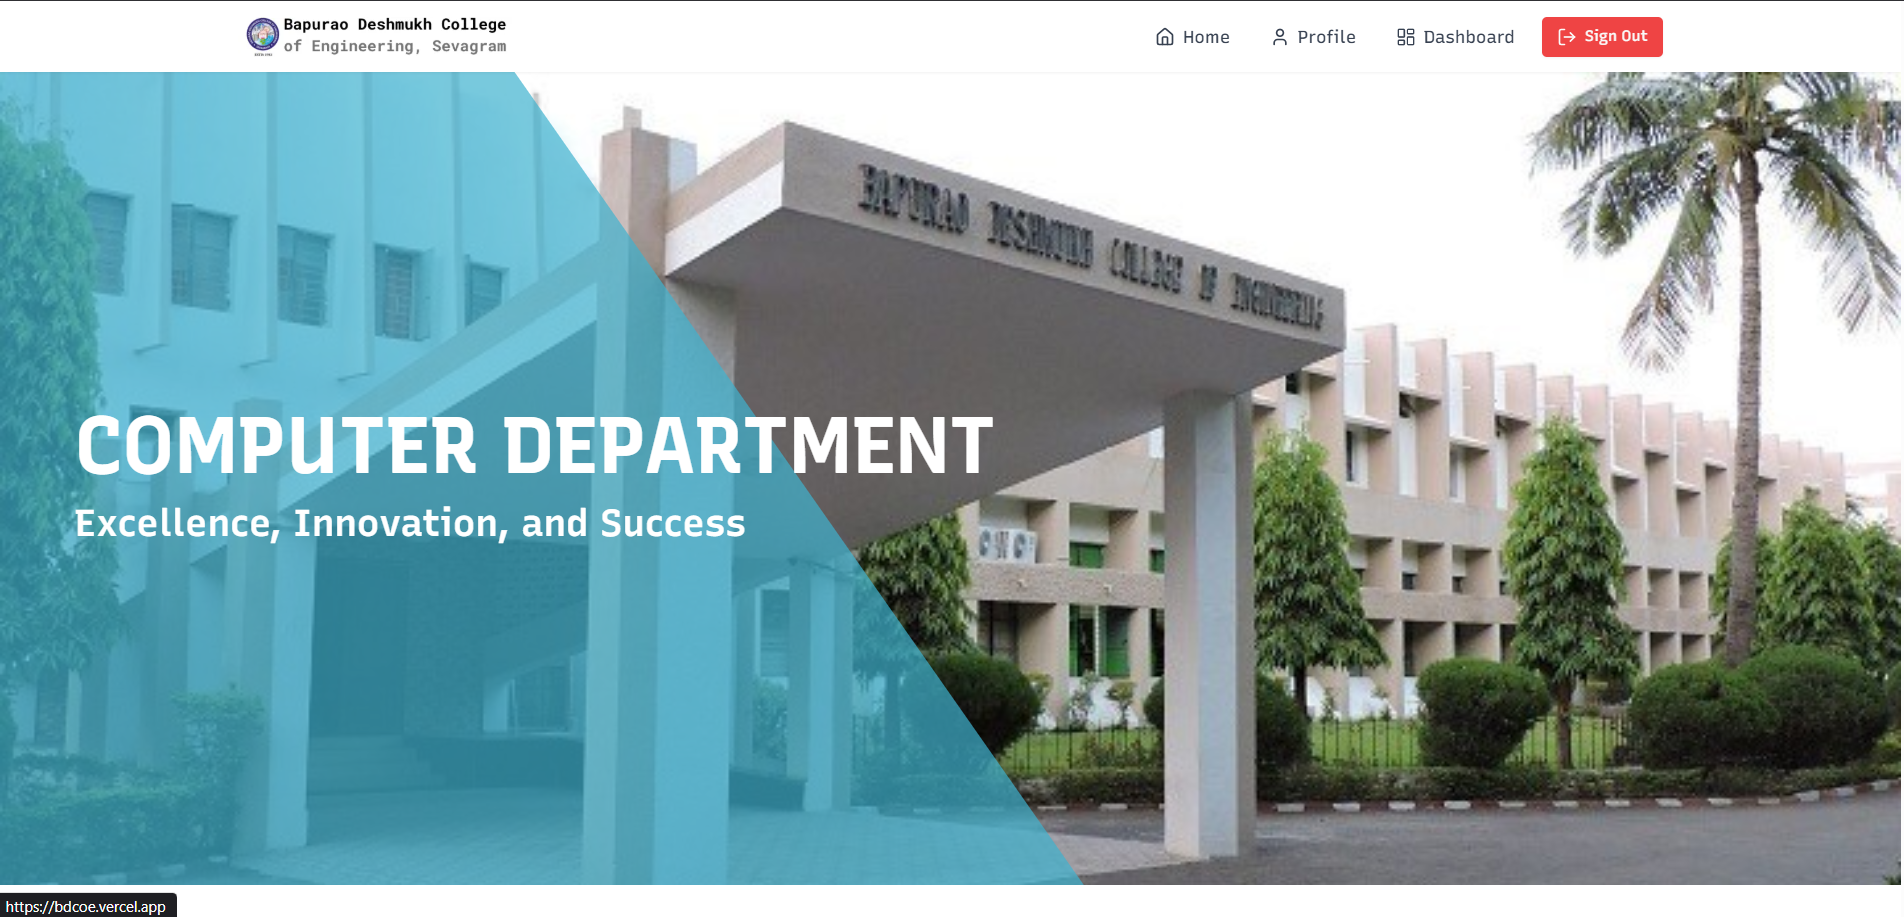 Bapurao Deshmukh College
of Engineering, Sevagram
Home
Profile
Dashboard
Sign Out
BAPURAO DESHMUKH COLLEGE OF ENGINEERING
COMPUTER DEPARTMENT
Excellence, Innovation, and Success
https://bdcoe.vercel.app